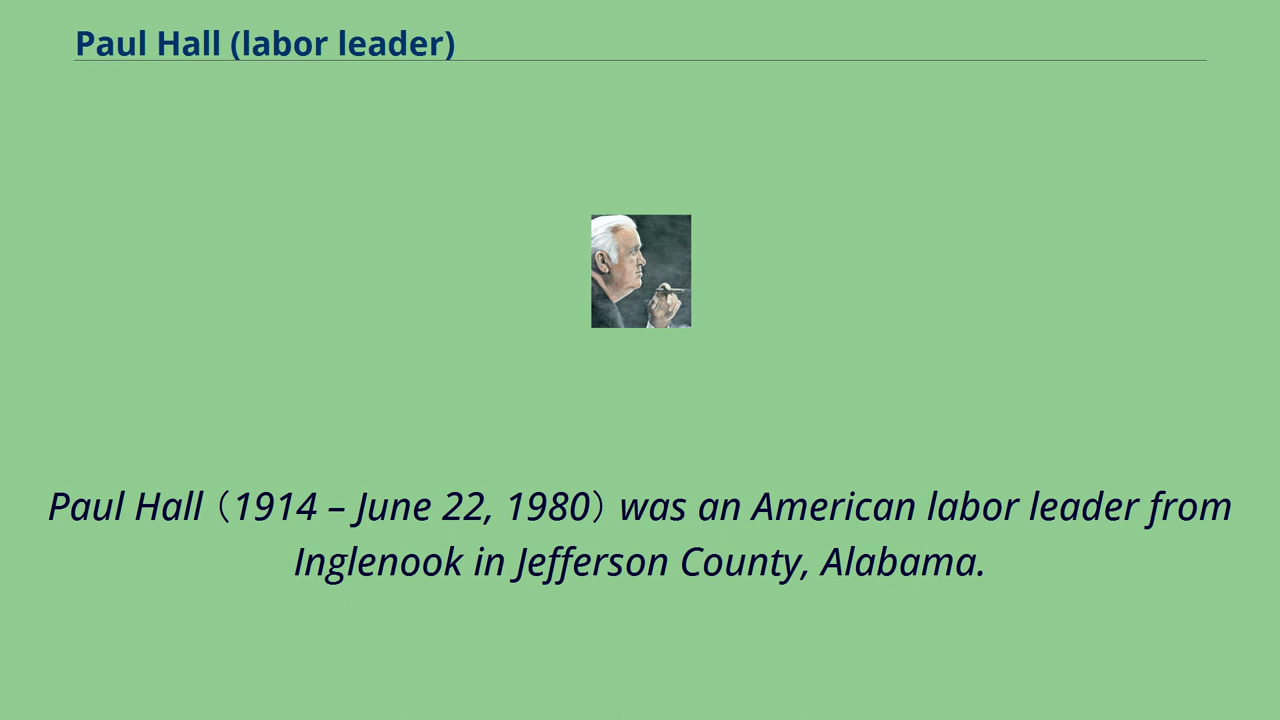 Paul Hall (labor leader)
Paul Hall（1914 – June 22, 1980）was an American labor leader from
Inglenook in Jefferson County, Alabama.